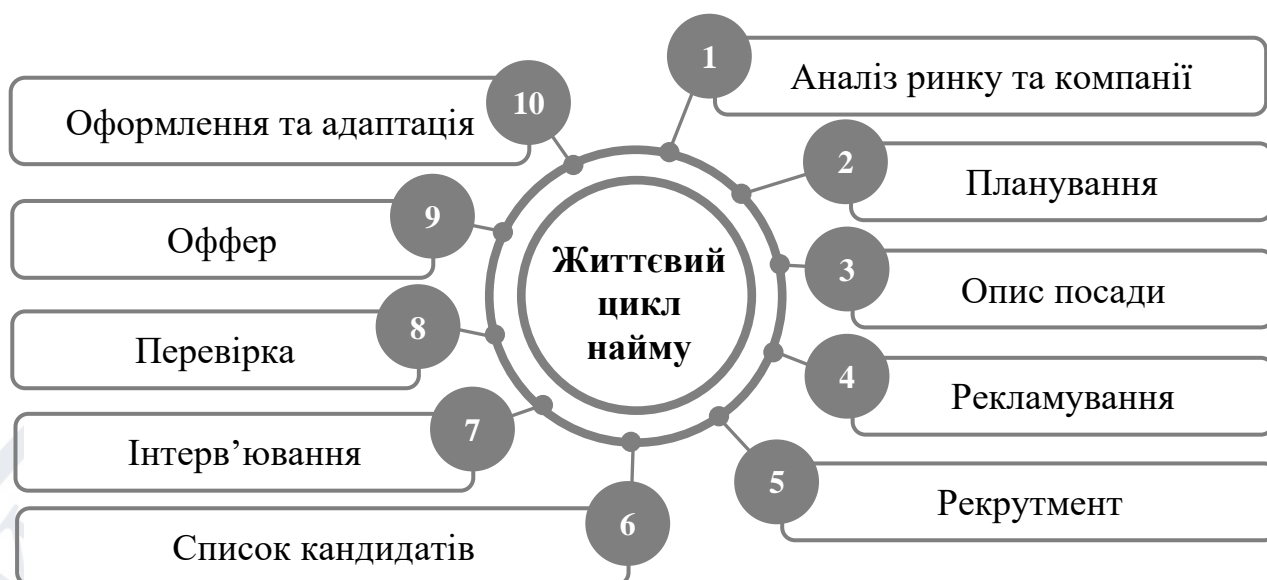 1
Аналіз ринку та компанії
2
Планування
3
Опис посади
4
Рекламування
5
Рекрутмент
6
Список кандидатів
7
Інтерв’ювання
8
Перевірка
9
Оффер
10
Оформлення та адаптація
Життєвий
цикл
найму